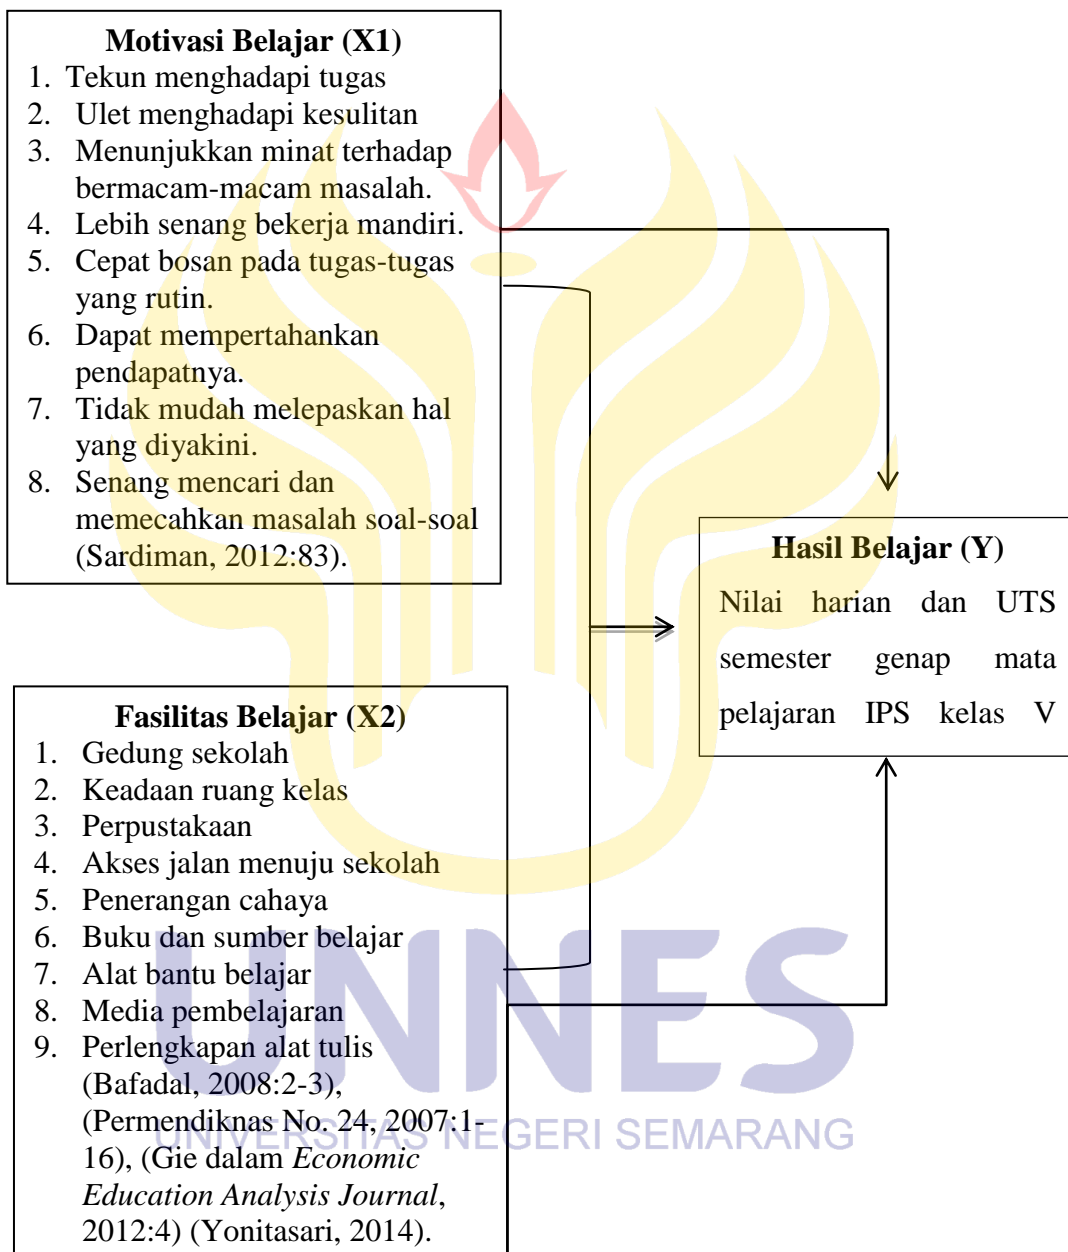 Motivasi Belajar (X1)
1. Tekun menghadapi tugas
2. Ulet menghadapi kesulitan
3. Menunjukkan minat terhadap
bermacam-macam masalah.
4. Lebih senang bekerja mandiri.
5. Cepat bosan pada tugas-tugas
yang rutin.
6. Dapat mempertahankan
pendapatnya.
7. Tidak mudah melepaskan hal
yang diyakini.
8. Senang mencari dan
memecahkan masalah soal-soal
(Sardiman, 2012:83).
Hasil Belajar (Y)
Nilai harian dan UTS
semester genap mata
pelajaran IPS kelas V
Fasilitas Belajar (X2)
1. Gedung sekolah
2. Keadaan ruang kelas
3. Perpustakaan
4. Akses jalan menuju sekolah
5. Penerangan cahaya
6. Buku dan sumber belajar
7. Alat bantu belajar
8. Media pembelajaran
9. Perlengkapan alat tulis
(Bafadal, 2008:2-3),
(Permendiknas No. 24, 2007:1-
16), (Gie dalam Economic
Education Analysis Journal,
2012:4) (Yonitasari, 2014).
UNNES
UNIVERSITAS NEGERI SEMARANG